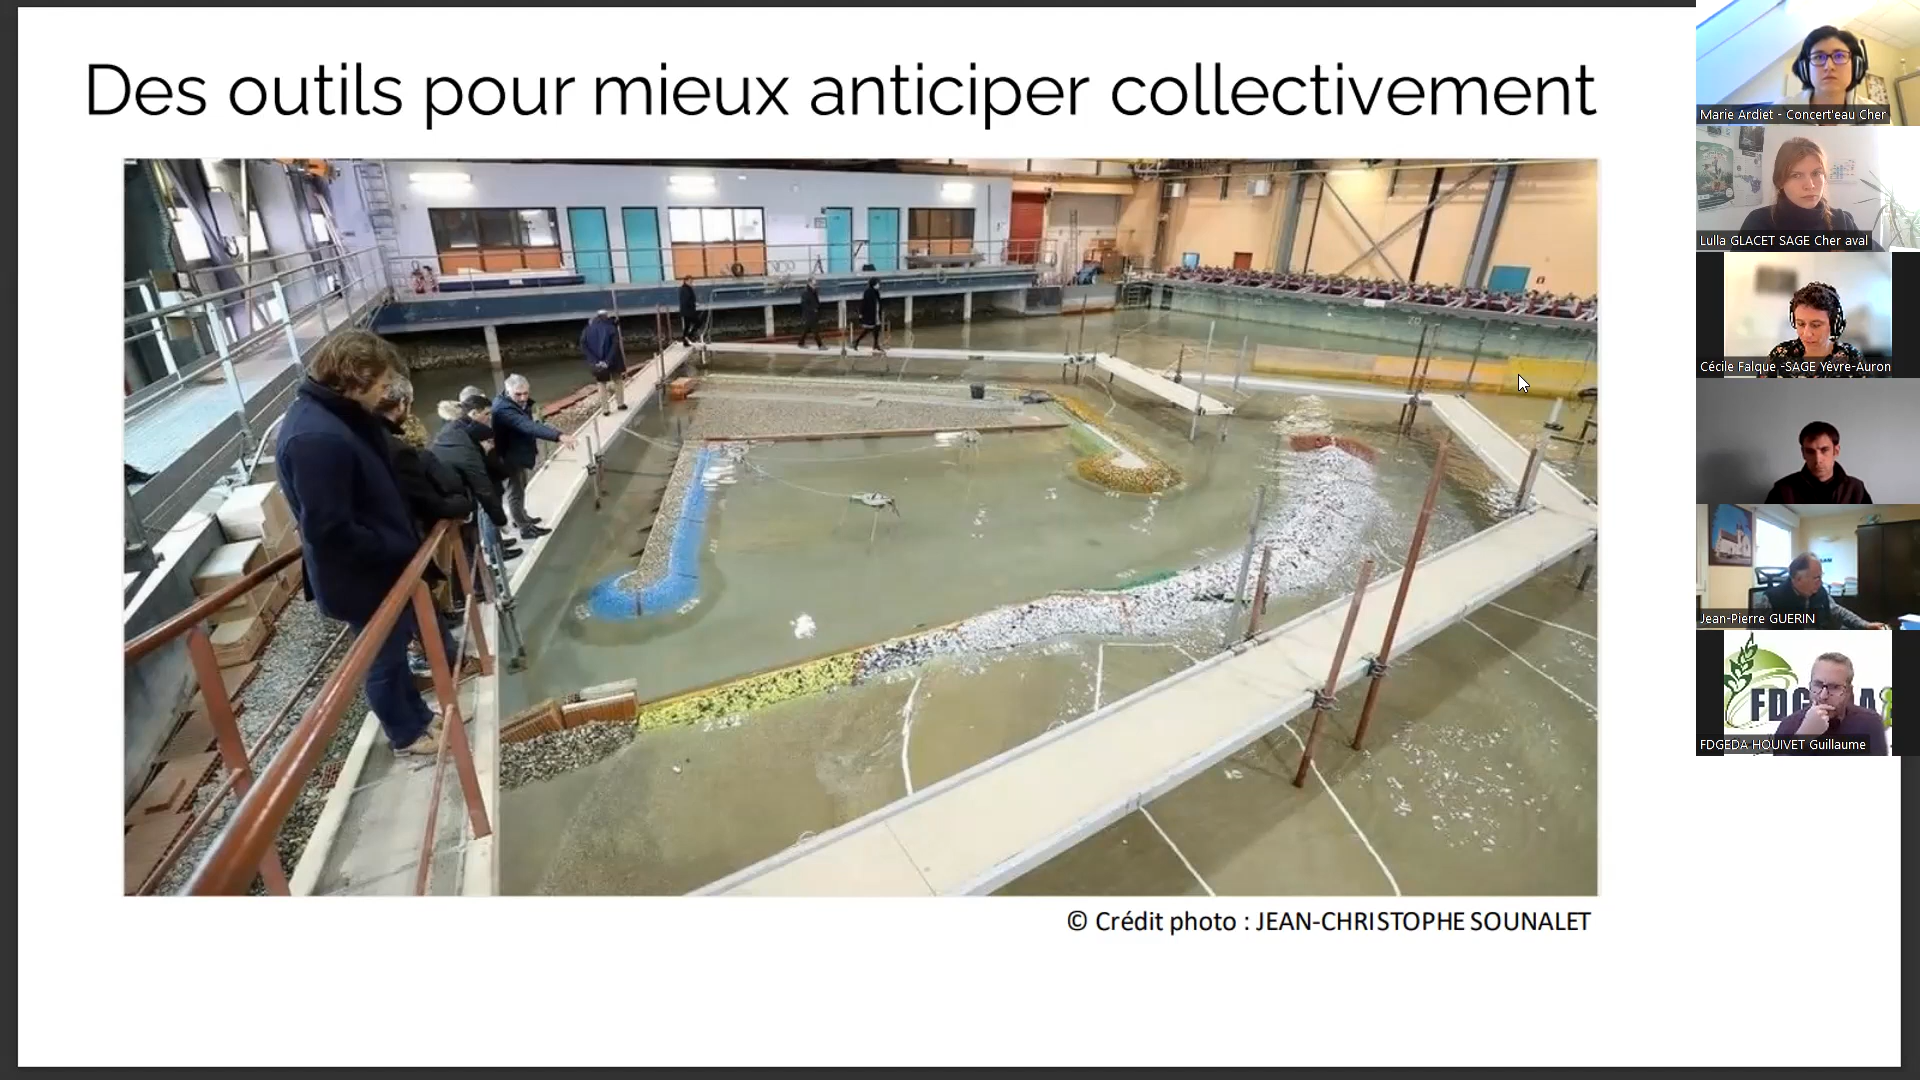 Des outils pour mieux anticiper collectivement
© Crédit photo : JEAN-CHRISTOPHE SOUNALET
Marie Ardiet - Concert'eau Cher
Lulla GLACET SAGE Cher aval
Cécile Falque -SAGE Yèvre-Auron
Jean-Pierre GUERIN
FDGEDA HOUIVET Guillaume